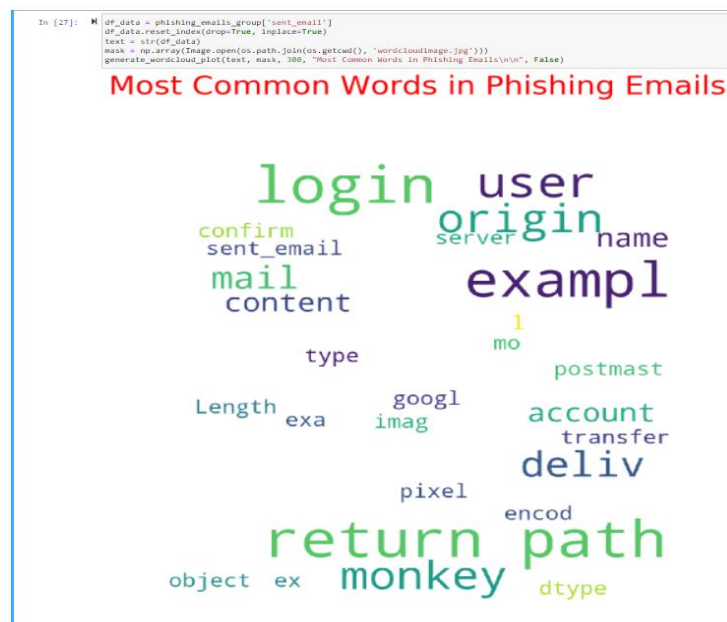 In [27]:
df_data = phishing_emails_group['sent_email']
df_data.reset_index(drop=True, inplace=True)
text = str(df_data)
mask = np.array(Image.open(os.path.join(os.getcwd(), 'wordcloudimage.jpg')))
generate_wordcloud_plot(text, mask, 300, "Most Common Words in Phishing Emails\n\n", False)
Most Common Words in Phishing Emails
login user
origin
confirm server name
sent_email
mail exampl
content
l
mo
type
postmast
googl
Length account
exa imag
transfer
deliv
pixel
encod
return path
object ex monkey dtype